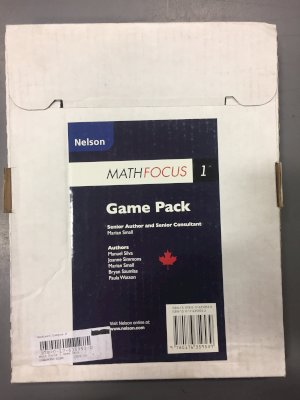 Nelson
MATHFOCUS 1
Game Pack
Senior Author and Senior Consultant
Marian Small
Authors
Manuel Silva
Joanne Simmons
Marian Small
Bryan Szumlas
Paula Watson
Visit Nelson online at:
www.nelson.com